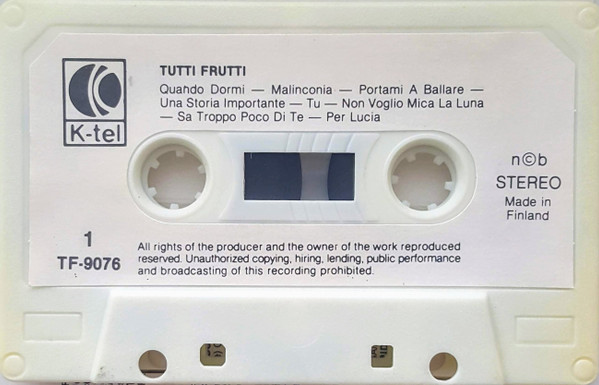 TUTTI FRUTTI
Quando Dormi — Malinconia — Portami A Ballare —
Una Storia Importante — Tu — Non Voglio Mica La Luna
— Sa Troppo Poco Di Te — Per Lucia
K-tel
n©b
STEREO
Made in
Finland
1
TF-9076
All rights of the producer and the owner of the work reproduced
reserved. Unauthorized copying, hiring, lending, public performance
and broadcasting of this recording prohibited.